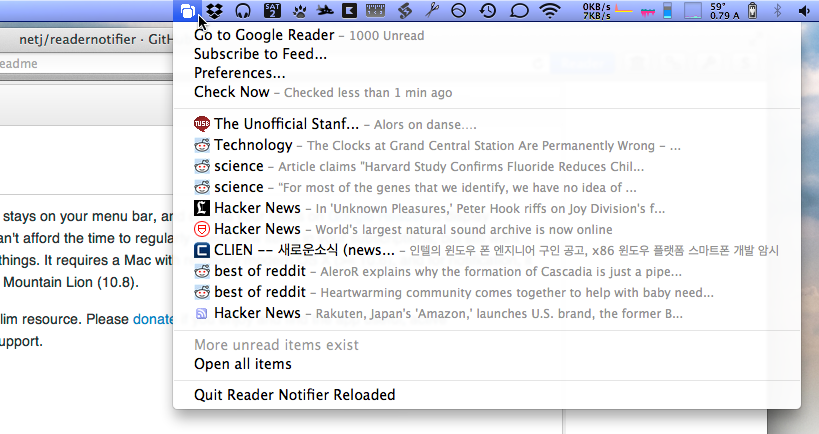 SAT
2
0KB/s
7KB/s
59°
0.79 A
netj/readernotifier · GitH
eadme
Go to Google Reader – 1000 Unread
Subscribe to Feed...
Preferences...
Check Now – Checked less than 1 min ago
TUSB The Unofficial Stanf... – Alors on danse....
Technology – The Clocks at Grand Central Station Are Permanently Wrong – ...
science – Article claims "Harvard Study Confirms Fluoride Reduces Chil...
science – "For most of the genes that we identify, we have no idea of ...
Hacker News – In 'Unknown Pleasures,' Peter Hook riffs on Joy Division's f...
Hacker News – World's largest natural sound archive is now online
CLIEN -- 새로운소식 (news... – 인텔의 윈도우 폰 엔지니어 구인 공고, x86 윈도우 플랫폼 스마트폰 개발 암시
best of reddit – AleroR explains why the formation of Cascadia is just a pipe...
best of reddit – Heartwarming community comes together to help with baby need...
Hacker News – Rakuten, Japan's 'Amazon,' launches U.S. brand, the former B...
More unread items exist
Open all items
Quit Reader Notifier Reloaded
stays on your menu bar, an
an't afford the time to regula
things. It requires a Mac with
Mountain Lion (10.8).
lim resource. Please donate
upport.